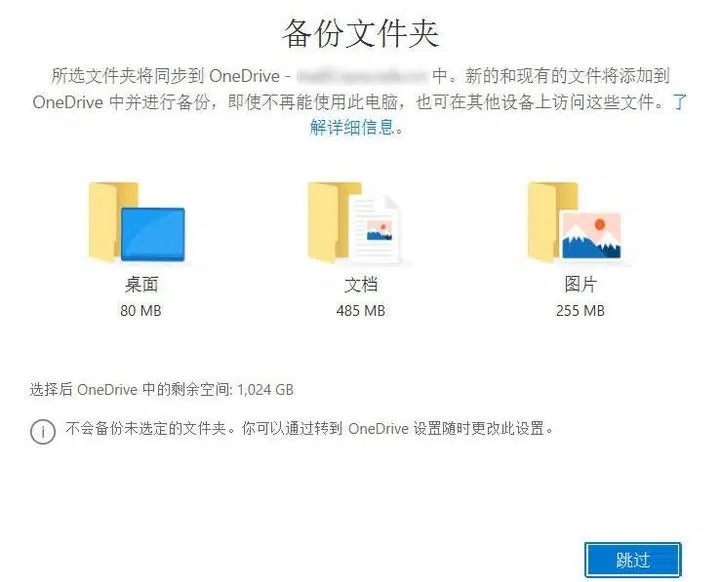 备份文件夹
所选文件夹将同步到 OneDrive - 中。新的和现有的文件将添加到
OneDrive 中并进行备份，即使不再能使用此电脑，也可在其他设备上访问这些文件。了
解详细信息。
桌面 文档 图片
80 MB 485 MB 255 MB
选择后 OneDrive 中的剩余空间: 1,024 GB
不会备份未选定的文件夹。你可以通过转到 OneDrive 设置随时更改此设置。
跳过